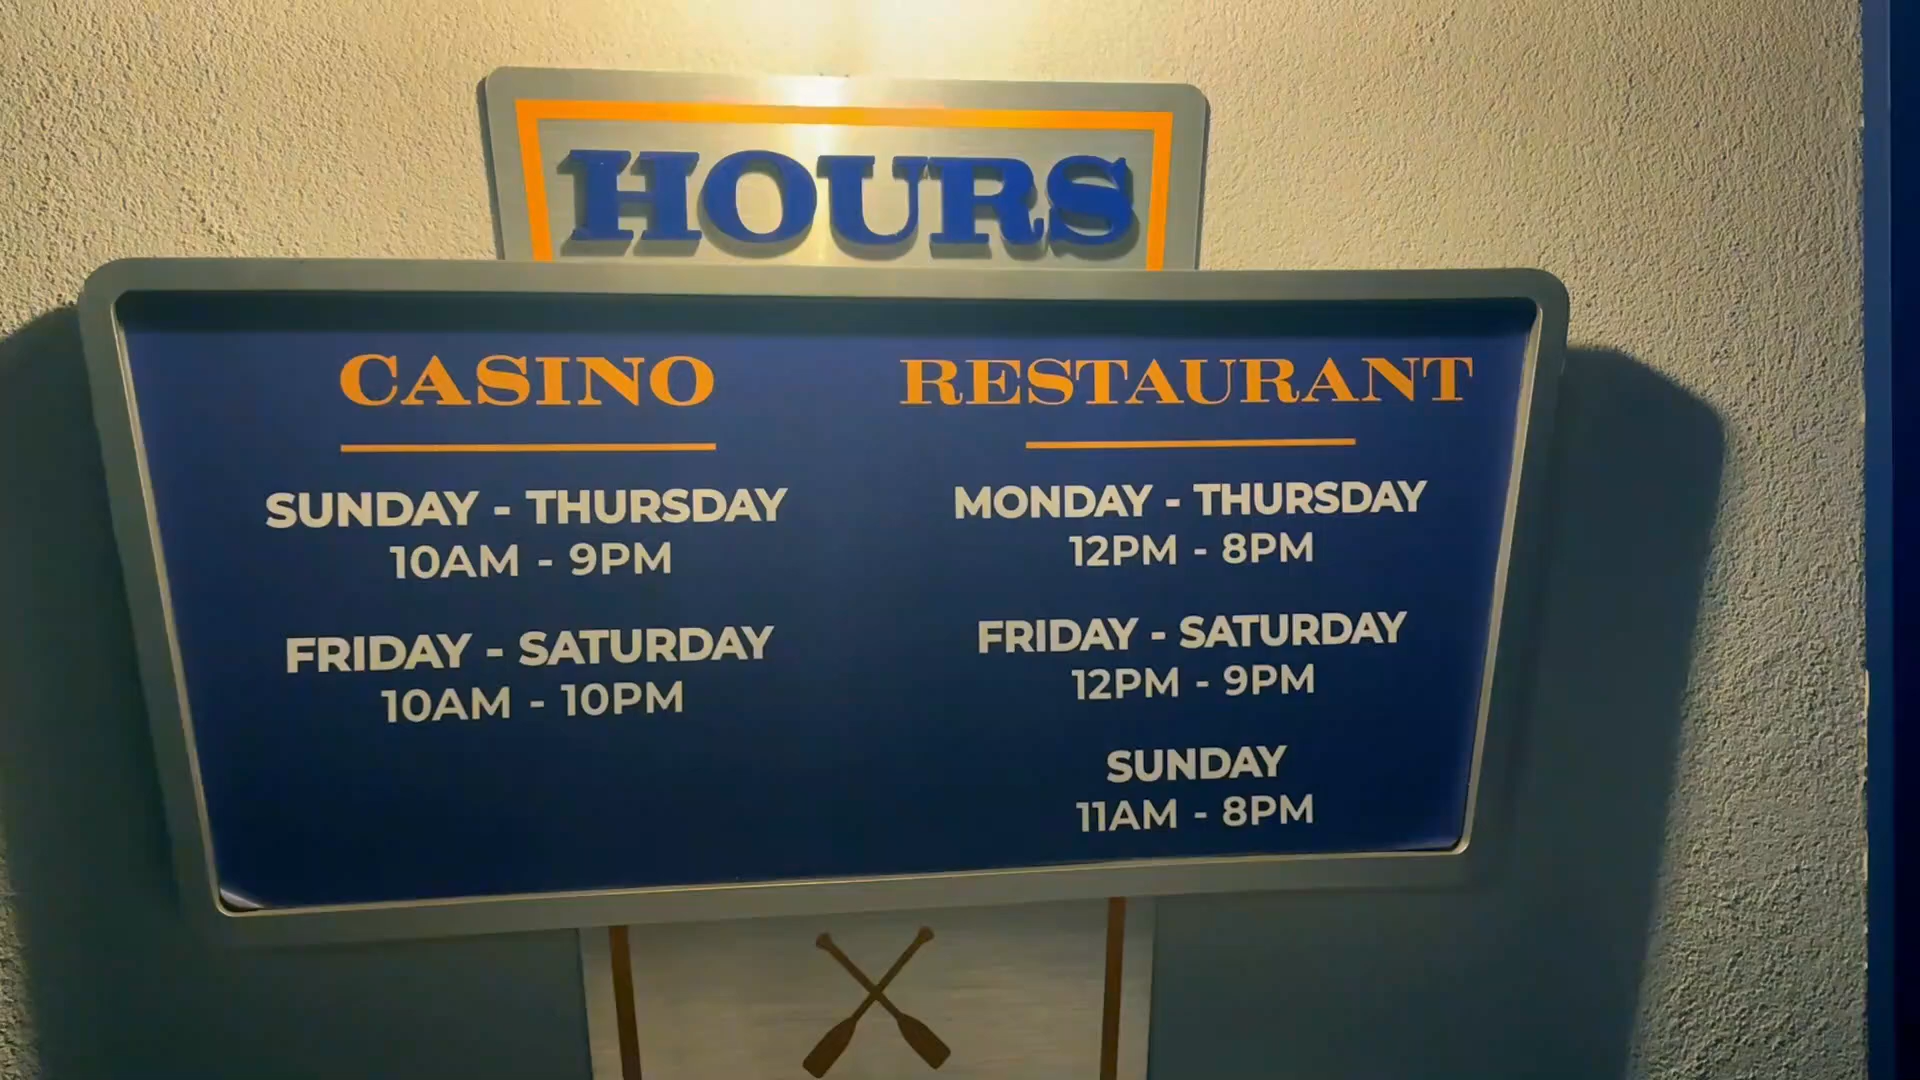 HOURS
CASINO
SUNDAY - THURSDAY
10AM - 9PM
FRIDAY - SATURDAY
10AM - 10PM
RESTAURANT
MONDAY - THURSDAY
12PM - 8PM
FRIDAY - SATURDAY
12PM - 9PM
SUNDAY
11AM - 8PM